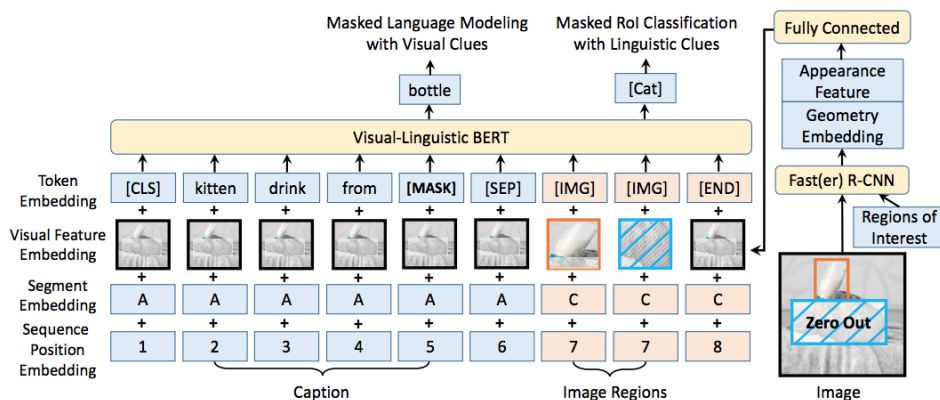 Masked Language Modeling
with Visual Clues
Masked RoI Classification
with Linguistic Clues
Fully Connected
bottle
[Cat]
Appearance
Feature
Geometry
Embedding
Visual-Linguistic BERT
Fast(er) R-CNN
Regions of
Interest
Token
Embedding
[CLS] kitten drink from [MASK] [SEP] [IMG] [IMG] [END]
+ + + + + + + + +
Visual Feature
Embedding
+ + + + + + + + +
Segment
Embedding
A A A A A A C C C
+ + + + + + + + +
Sequence
Position
Embedding
1 2 3 4 5 6 7 7 8
Zero Out
Caption
Image Regions
Image